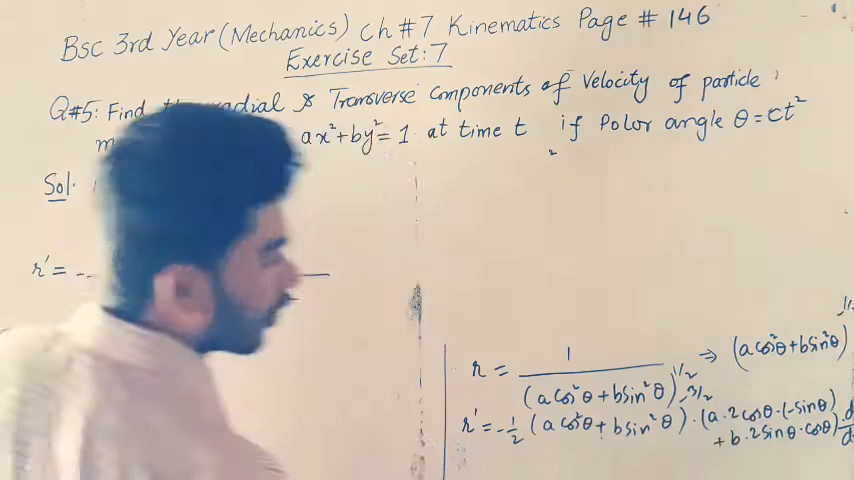 Bsc 3rd Year (Mechanics) Ch # 7 Kinematics Page # 146
Exercise Set: 7
Q#5: Find radial & Transverse components of Velocity of particle
ax²+by²=1 at time t if Polor angle θ = ct²
Sol.
r' = -
r = 1 / (a cos²θ + b sin²θ)^1/2 ⇒ (a cos²θ + b sin²θ)
r' = -1/2 (a cos²θ + b sin²θ)^-3/2 · (a·2cosθ·(-sinθ)
+ b·2sinθ·cosθ)